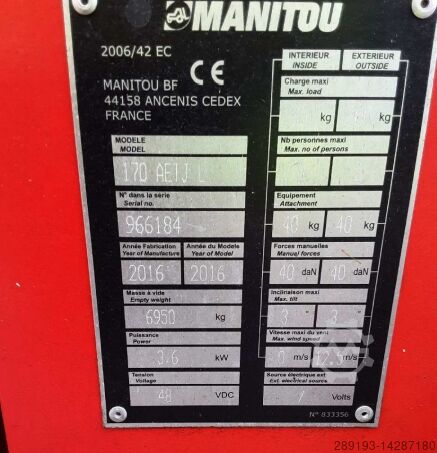 MANITOU
2006/42 EC
CE
MANITOU BF
44158 ANCENIS CEDEX
FRANCE
MODELE
MODEL
170 AETJ L
N° dans la série
Serial no.
966184
Année Fabrication
Year of Manufacture
Année du Modele
Year of Model
2016
2016
Masse à vide
Empty weight
6950 kg
Puissance
Power
3.6 kW
Tension
Voltage
48 VDC
INTERIEUR
INSIDE
EXTERIEUR
OUTSIDE
Charge maxi
Max. load
kg kg
Nb personnes maxi
Max. no of persons
Equipement
Attachment
40 kg 40 kg
Forces manuelles
Manuel forces
40 daN 40 daN
Inclinaison maxi
Max. tilt
3 ° 3 °
Vitesse maxi du vent
Max. wind speed
0 m/s 12.5 m/s
Source électrique ext
Ext. electrical source
/ Volts
N° 833356
289193-14287180